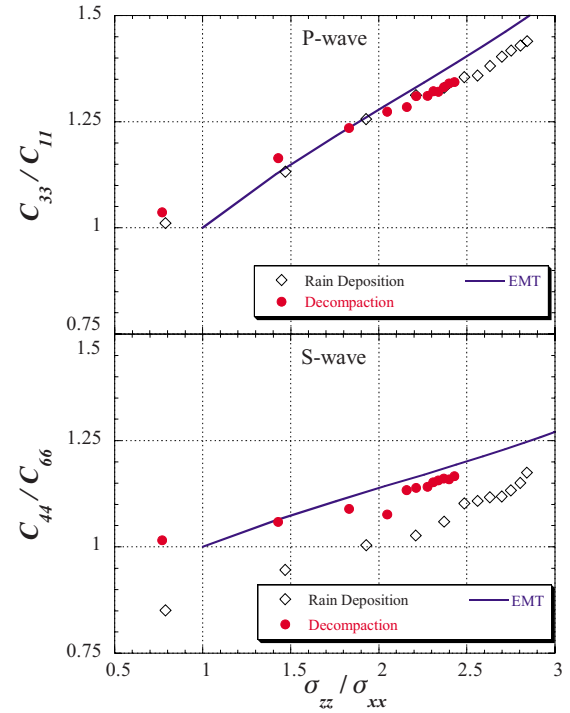 1.5
P-wave
1.25
1
0.75
C33 / C11
Rain Deposition
EMT
Decompaction
1.5
S-wave
1.25
1
0.75
C44 / C66
Rain Deposition
EMT
Decompaction
0.5 1 1.5 2 2.5 3
σzz / σxx